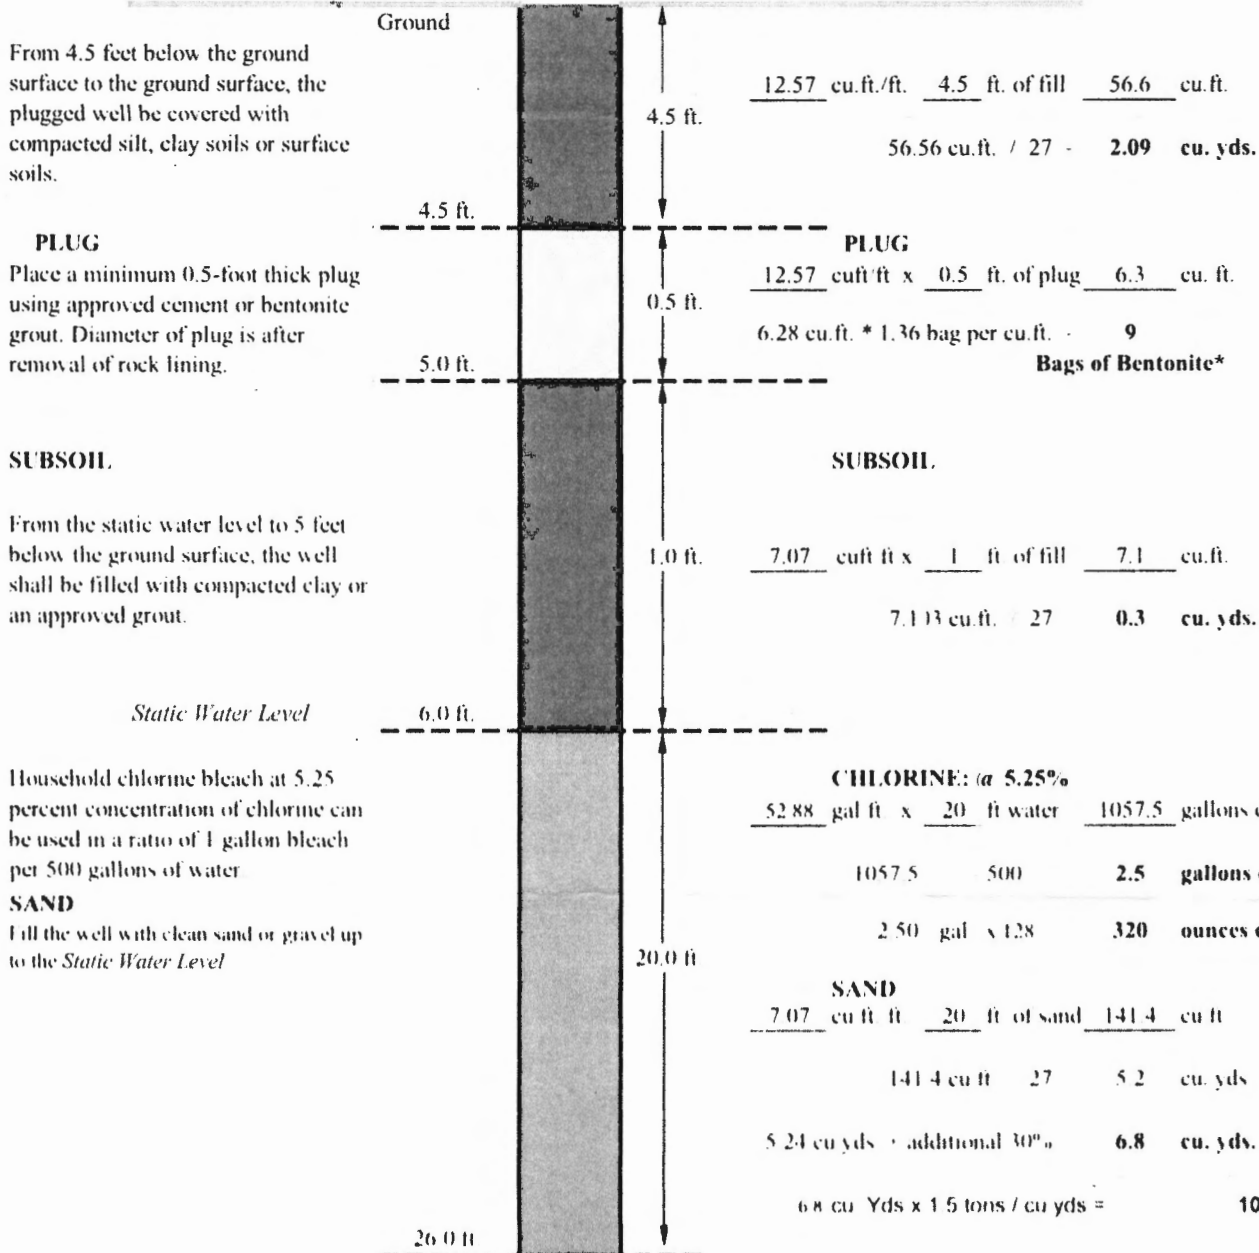 Ground
From 4.5 feet below the ground
surface to the ground surface, the
plugged well be covered with
compacted silt, clay soils or surface
soils.
4.5 ft.
12.57 cu.ft./ft. 4.5 ft. of fill 56.6 cu.ft.
56.56 cu.ft. / 27 - 2.09 cu. yds.
4.5 ft.
PLUG
Place a minimum 0.5-foot thick plug
using approved cement or bentonite
grout. Diameter of plug is after
removal of rock lining.
0.5 ft.
PLUG
12.57 cuft/ft x 0.5 ft. of plug 6.3 cu. ft.
6.28 cu.ft. * 1.36 bag per cu.ft. - 9
Bags of Bentonite*
5.0 ft.
SUBSOIL
From the static water level to 5 feet
below the ground surface, the well
shall be filled with compacted clay or
an approved grout.
1.0 ft.
SUBSOIL
7.07 cuft ft x 1 ft of fill 7.1 cu.ft.
cu.ft. / 27 0.3 cu. yds.
Static Water Level
6.0 ft.
Household chlorine bleach at 5.25
percent concentration of chlorine can
be used in a ratio of 1 gallon bleach
per 500 gallons of water
SAND
Fill the well with clean sand or gravel up
to the Static Water Level
20.0 ft
CHLORINE: @ 5.25%
52.88 gal ft x 20 ft water 1057.5 gallons
1057.5 500 2.5 gallons
2.50 gal x 128 320 ounces
SAND
7.07 cu ft ft 20 ft of sand 141.4 cu ft
141.4 cu ft 27 5.2 cu. yds
5.24 cu yds + additional 30% 6.8 cu. yds.
6.8 cu Yds x 1.5 tons / cu yds = 10
26.0 ft